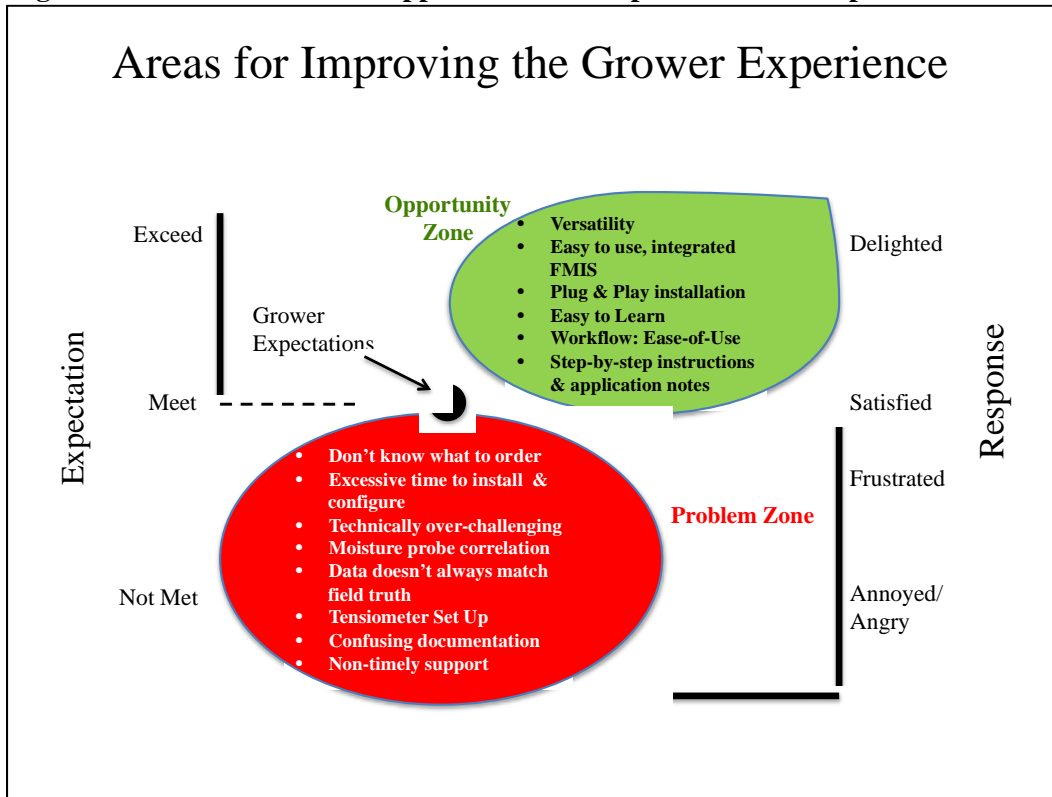 Areas for Improving the Grower Experience
Opportunity
Zone
Exceed
Grower
Expectations
Meet
Not Met
Expectation
• Versatility
• Easy to use, integrated
FMIS
• Plug & Play installation
• Easy to Learn
• Workflow: Ease-of-Use
• Step-by-step instructions
& application notes
• Don't know what to order
• Excessive time to install &
configure
• Technically over-challenging
• Moisture probe correlation
• Data doesn't always match
field truth
• Tensiometer Set Up
• Confusing documentation
• Non-timely support
Problem Zone
Delighted
Satisfied
Frustrated
Annoyed/
Angry
Response